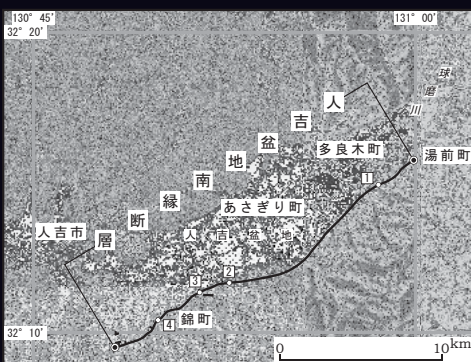 130°45′
131°00′
32°20′
球磨川
人吉盆地南縁断層
多良木町
湯前町
1
あさぎり町
人吉市
人吉盆地
2
3
4
錦町
32°10′
0
10km